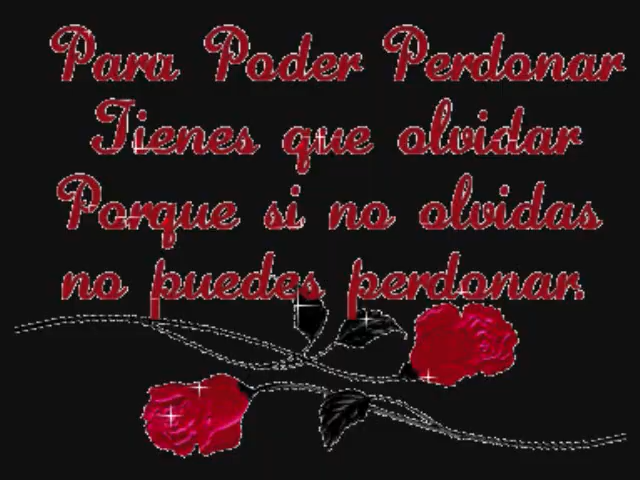 Para Poder Perdonar
Tienes que olvidar
Porque si no olvidas
no puedes perdonar.